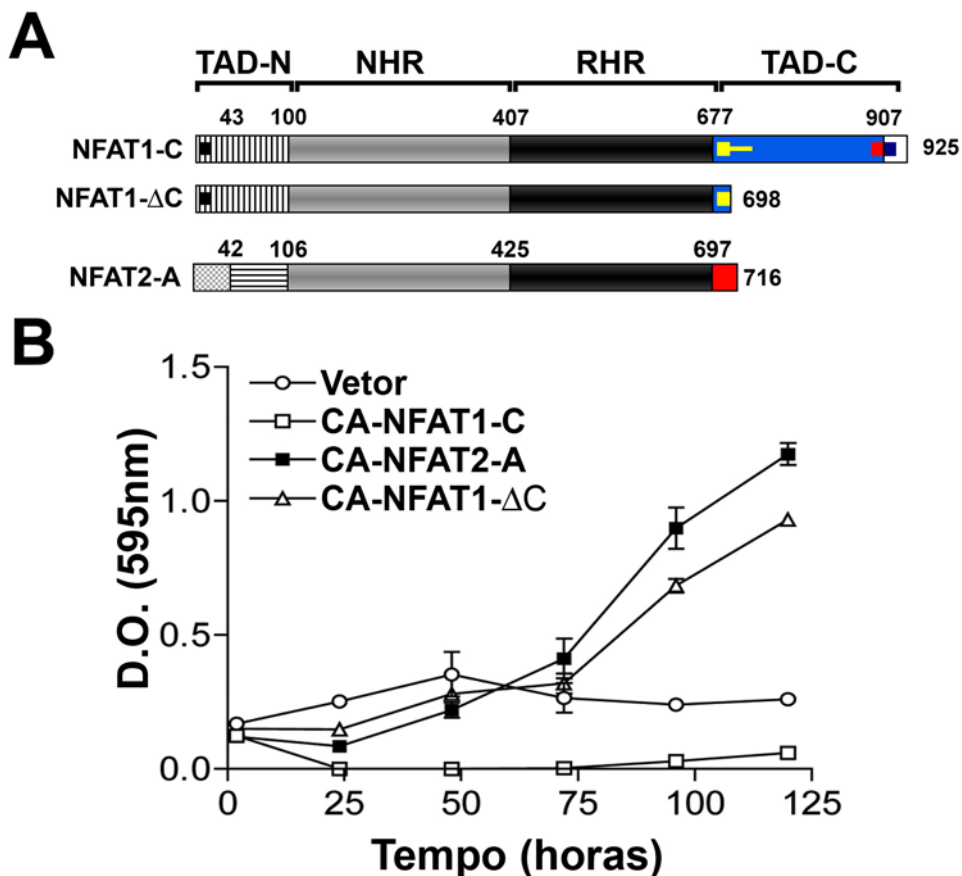 A
TAD-N NHR RHR TAD-C
43 100 407 677 907
NFAT1-C 925
NFAT1-ΔC 698
42 106 425 697
NFAT2-A 716
B
1.5
1.0
0.5
0.0
D.O. (595nm)
Vetor
CA-NFAT1-C
CA-NFAT2-A
CA-NFAT1-ΔC
0 25 50 75 100 125
Tempo (horas)